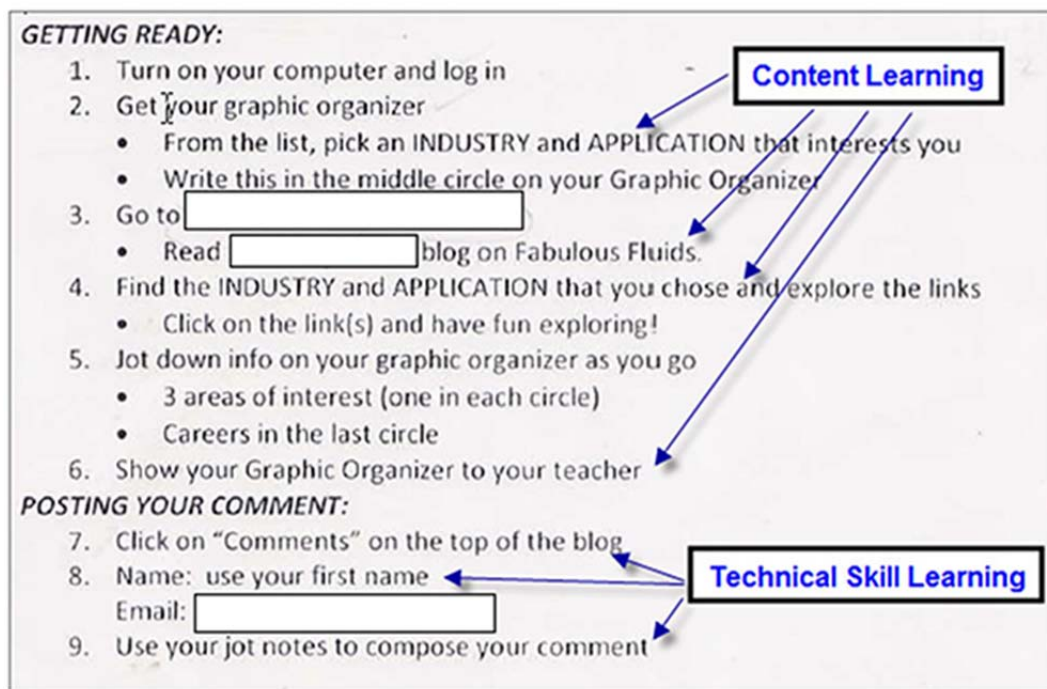 GETTING READY:
1. Turn on your computer and log in
Content Learning
2. Get your graphic organizer
• From the list, pick an INDUSTRY and APPLICATION that interests you
• Write this in the middle circle on your Graphic Organizer
3. Go to
• Read blog on Fabulous Fluids.
4. Find the INDUSTRY and APPLICATION that you chose and explore the links
• Click on the link(s) and have fun exploring!
5. Jot down info on your graphic organizer as you go
• 3 areas of interest (one in each circle)
• Careers in the last circle
6. Show your Graphic Organizer to your teacher
POSTING YOUR COMMENT:
7. Click on "Comments" on the top of the blog
8. Name: use your first name
Technical Skill Learning
Email:
9. Use your jot notes to compose your comment